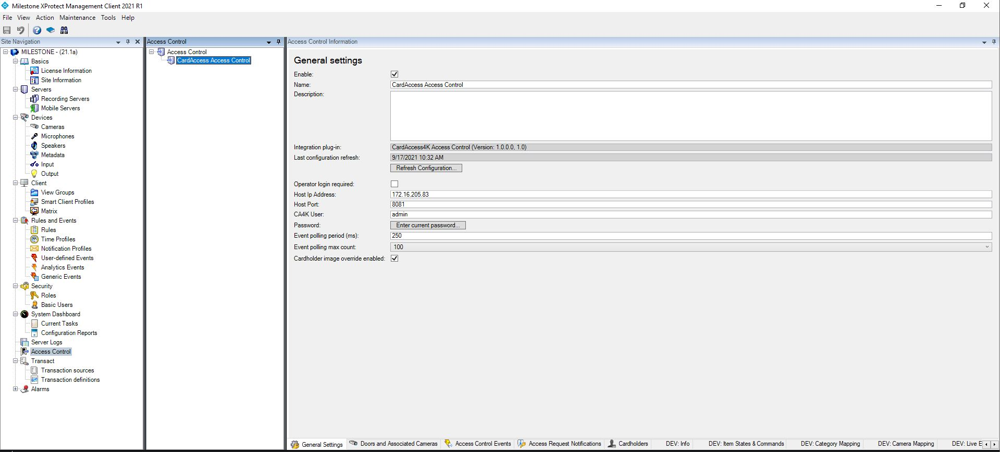 Milestone XProtect Management Client 2021 R1
File View Action Maintenance Tools Help
Site Navigation
MILESTONE - (21.1a)
Basics
License Information
Site Information
Servers
Recording Servers
Mobile Servers
Devices
Cameras
Microphones
Speakers
Metadata
Input
Output
Client
View Groups
Smart Client Profiles
Matrix
Rules and Events
Rules
Time Profiles
Notification Profiles
User-defined Events
Analytics Events
Generic Events
Security
Roles
Basic Users
System Dashboard
Current Tasks
Configuration Reports
Server Logs
Access Control
Transact
Transaction sources
Transaction definitions
Alarms
Access Control
Access Control
CardAccess Access Control
Access Control Information
General settings
Enable:
Name: CardAccess Access Control
Description:
Integration plug-in: CardAccess4K Access Control (Version: 1.0.0.0, 1.0)
Last configuration refresh: 9/17/2021 10:32 AM
Refresh Configuration...
Operator login required:
Host Ip Address: 172.16.205.83
Host Port: 8081
CA4K User: admin
Password: Enter current password...
Event polling period (ms): 250
Event polling max count: 100
Cardholder image override enabled:
General Settings Doors and Associated Cameras Access Control Events Access Request Notifications Cardholders DEV: Info DEV: Item States & Commands DEV: Category Mapping DEV: Camera Mapping DEV: Live E